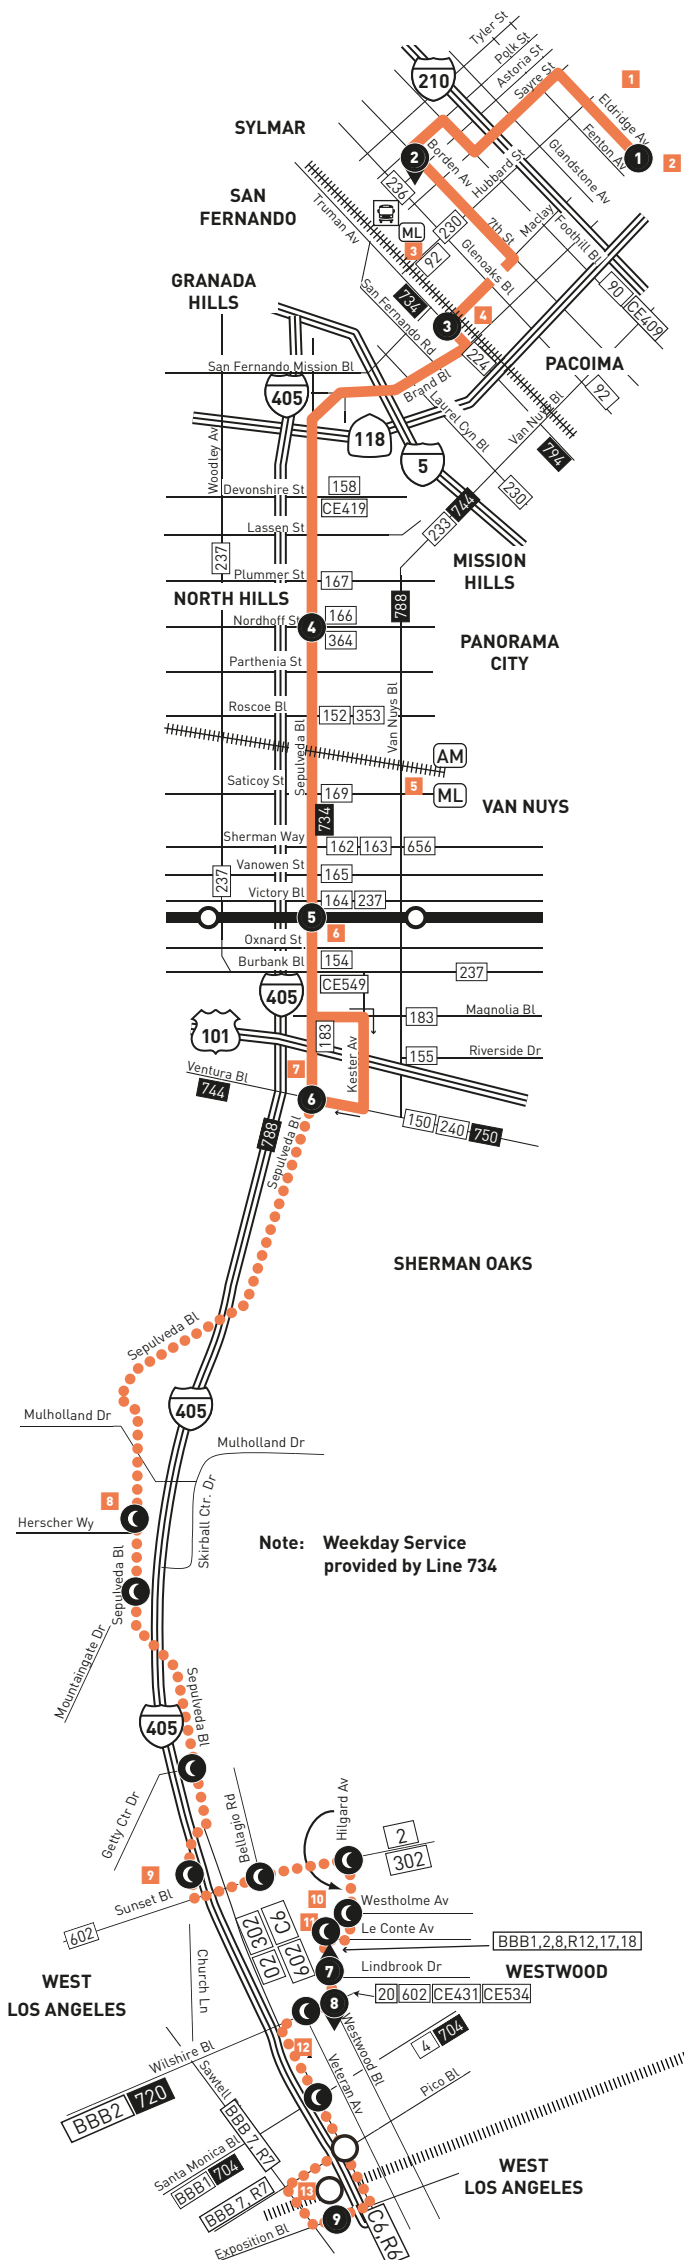 Tyler St
Polk St
Astoria St
Sayre St
210
1
Eldridge Av
Fenton Av
1
2
SYLMAR
2
Borden Av
Hubbard St
Glandstone Av
236
SAN
FERNANDO
Truman Av
ML
3
230
92
7th St
Maclay
Foothill Bl
Glenoaks Bl
90
CE409
GRANADA
HILLS
734
San Fernando Rd
3
4
224
PACOIMA
San Fernando Mission Bl
405
Brand Bl
92
118
Laurel Cyn Bl
Van Nuys Bl
794
5
Woodley Av
Devonshire St
158
CE419
230
233
744
Lassen St
237
MISSION
HILLS
Plummer St
167
NORTH HILLS
788
Nordhoff St
4
166
364
PANORAMA
CITY
Parthenia St
Roscoe Bl
152
353
Sepulveda Bl
Van Nuys Bl
AM
5
Saticoy St
169
ML
VAN NUYS
734
Sherman Way
162
163
656
Vanowen St
165
237
Victory Bl
164
237
5
6
Oxnard St
Burbank Bl
154
237
405
CE549
183
183
Magnolia Bl
101
Kester Av
155
Riverside Dr
7
Ventura Bl
744
6
150
240
750
788
Sepulveda Bl
SHERMAN OAKS
Sepulveda Bl
405
Mulholland Dr
Mulholland Dr
8
Skirball Ctr. Dr
Herscher Wy
Note: Weekday Service
provided by Line 734
Sepulveda Bl
Mountaingate Dr
Sepulveda Bl
405
Getty Ctr Dr
Bellagio Rd
Hilgard Av
2
302
9
Sunset Bl
10
Westholme Av
602
11
Le Conte Av
302
C6
02
602
BBB1,2,8,R12,17,18
Church Ln
7
Lindbrook Dr
WESTWOOD
WEST
LOS ANGELES
8
20
602
CE431
CE534
Wilshire Bl
12
Westwood Bl
4
704
BBB2
720
Sawtell
Veteran Av
Pico Bl
BBB 7, R7
Santa Monica Bl
BBB1
704
BBB 7, R7
WEST
LOS ANGELES
13
9
C6,R6
Exposition Bl